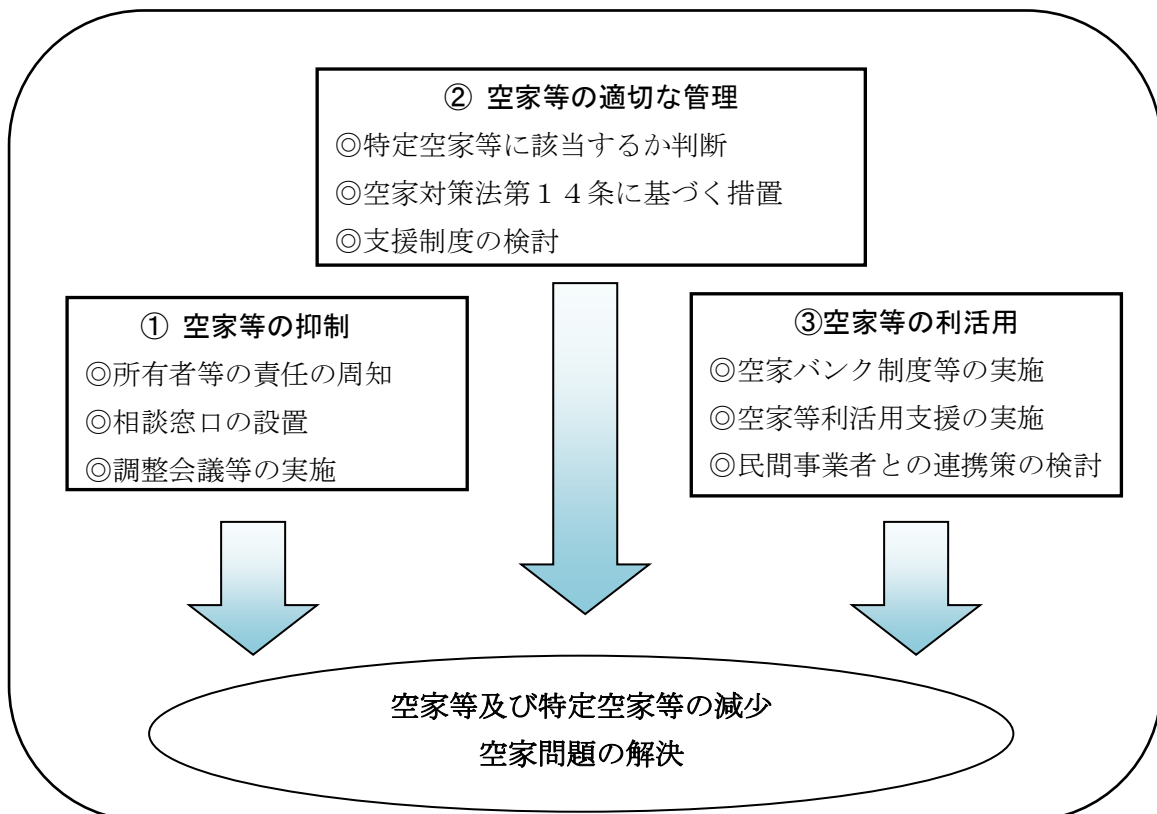 ② 空家等の適切な管理
◎特定空家等に該当するか判断
◎空家対策法第１４条に基づく措置
◎支援制度の検討
① 空家等の抑制
◎所有者等の責任の周知
◎相談窓口の設置
◎調整会議等の実施
③空家等の利活用
◎空家バンク制度等の実施
◎空家等利活用支援の実施
◎民間事業者との連携策の検討
空家等及び特定空家等の減少
空家問題の解決